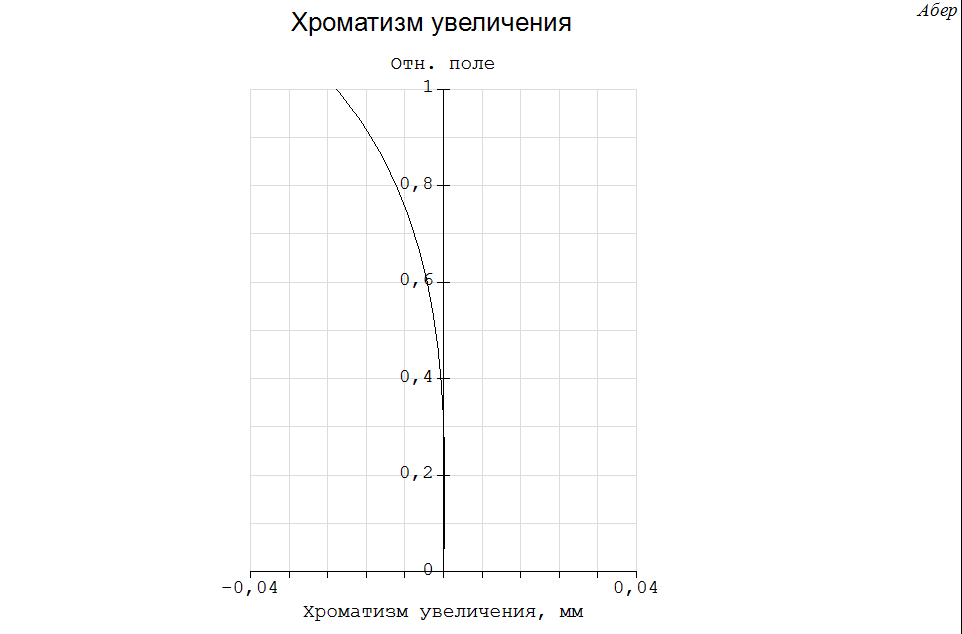 Хроматизм увеличения
Абер
Отн. поле
1
0,8
0,6
0,4
0,2
0
-0,04
0,04
Хроматизм увеличения, мм